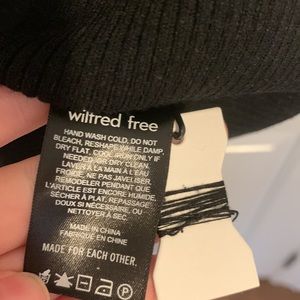 wilfred free
HAND WASH COLD, DO NOT
BLEACH, RESHAPE WHILE DAMP,
DRY FLAT, COOL IRON ONLY IF
NEEDED, OR DRY CLEAN.
LAVER À LA MAIN À L'EAU
FROIDE, NE PAS JAVELISER,
REMODELER PENDANT QUE
L'ARTICLE EST ENCORE HUMIDE,
SÉCHER À PLAT, REPASSAGE
DOUX SI NÉCESSAIRE, OU
NETTOYER À SEC.
MADE IN CHINA
FABRIQUÉ EN CHINE
MADE FOR EACH OTHER.